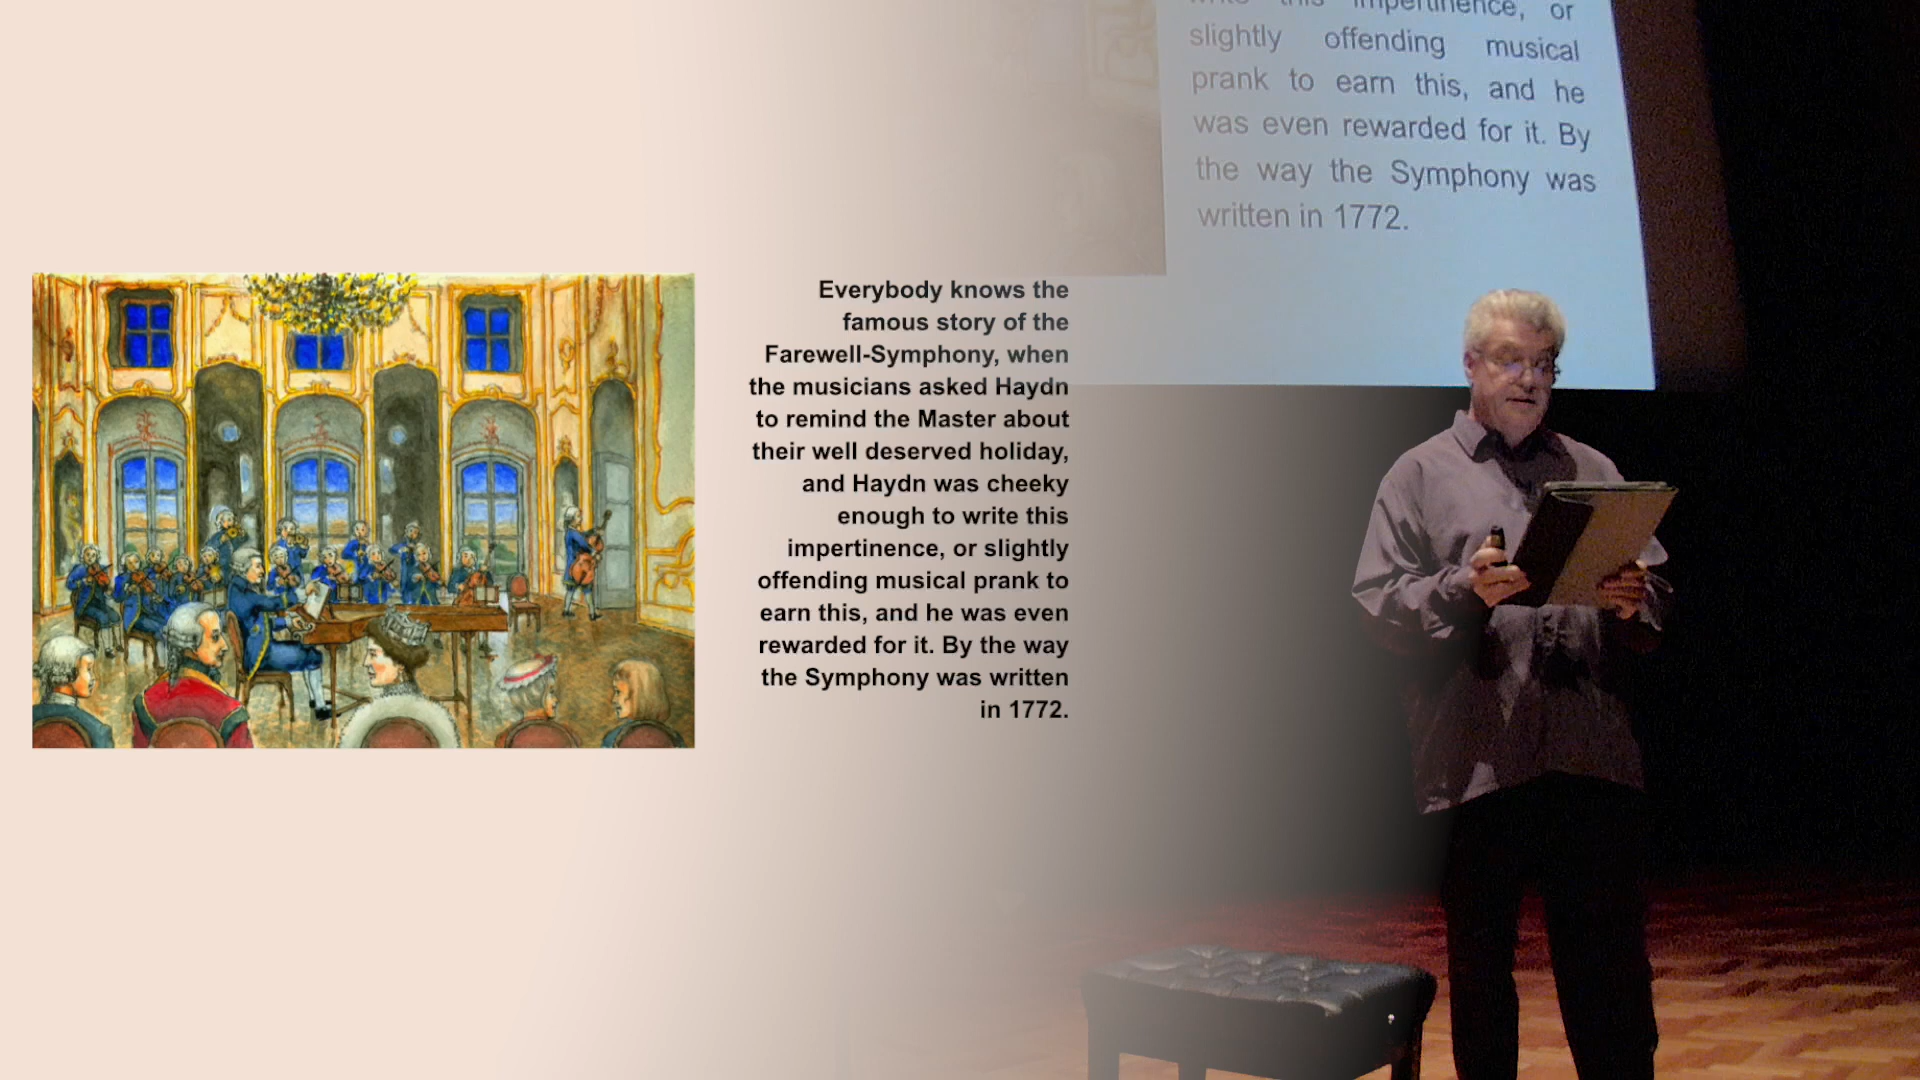 Everybody knows the
famous story of the
Farewell-Symphony, when
the musicians asked Haydn
to remind the Master about
their well deserved holiday,
and Haydn was cheeky
enough to write this
impertinence, or slightly
offending musical prank to
earn this, and he was even
rewarded for it. By the way
the Symphony was written
in 1772.
write this impertinence, or
slightly offending musical
prank to earn this, and he
was even rewarded for it. By
the way the Symphony was
written in 1772.